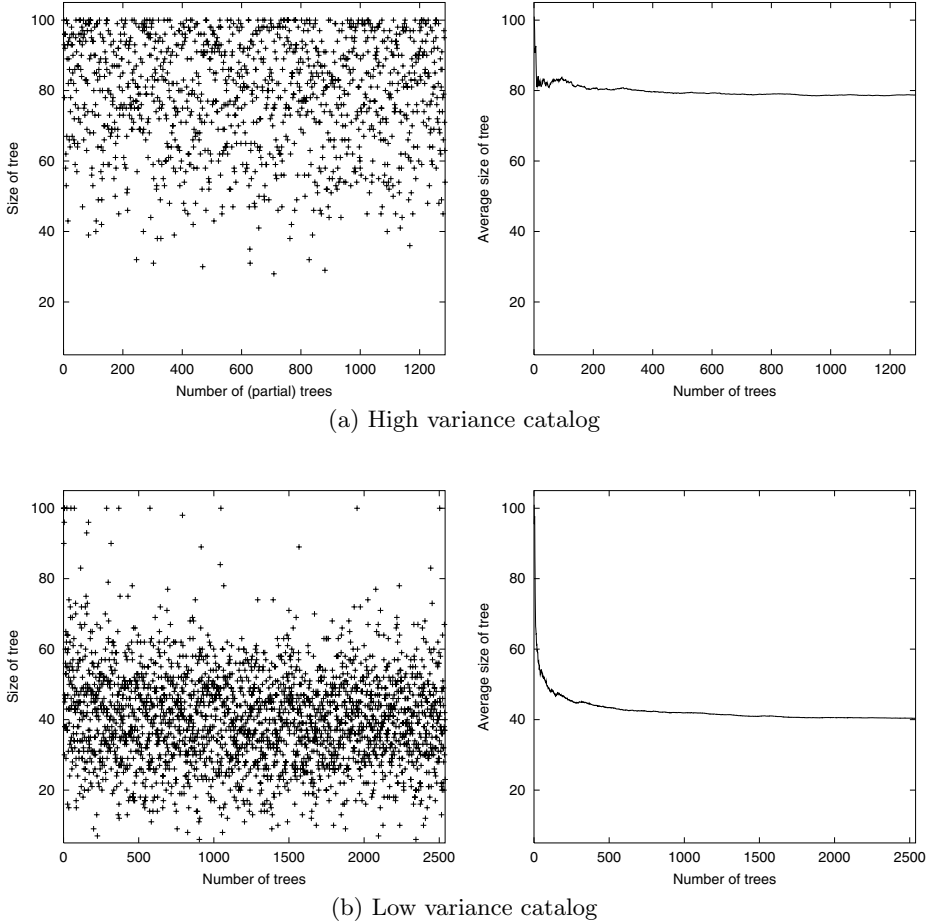 100
80
60
40
20
Size of tree
0 200 400 600 800 1000 1200
Number of (partial) trees
100
80
60
40
20
Average size of tree
0 200 400 600 800 1000 1200
Number of trees
(a) High variance catalog
100
80
60
40
20
Size of tree
0 500 1000 1500 2000 2500
Number of trees
100
80
60
40
20
Average size of tree
0 500 1000 1500 2000 2500
Number of trees
(b) Low variance catalog